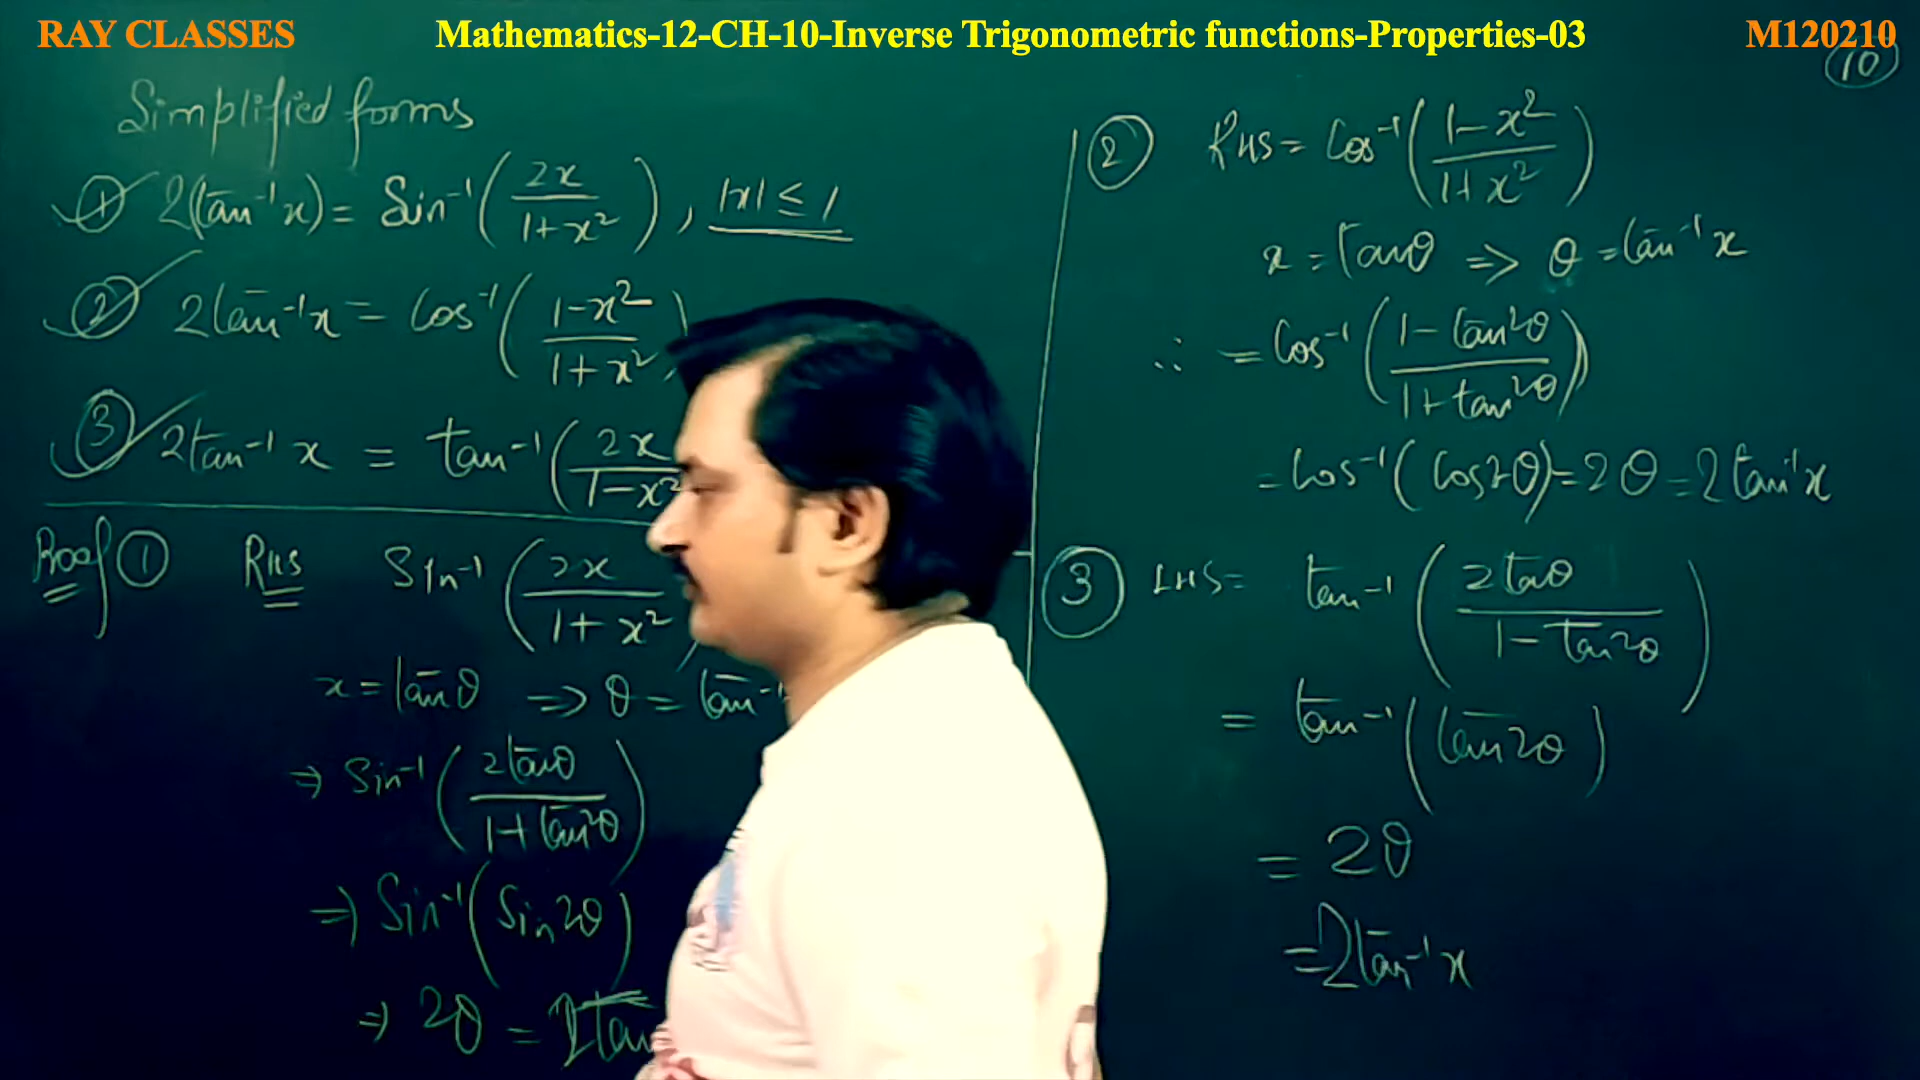 RAY CLASSES
Mathematics-12-CH-10-Inverse Trigonometric functions-Properties-03
M120210
10
Simplified forms
① 2(tan⁻¹x) = Sin⁻¹(2x/(1+x²)), |x| ≤ 1
② 2tan⁻¹x = Cos⁻¹(1-x²/(1+x²
③ 2tan⁻¹x = tan⁻¹(2x/(1-x²
Proof ① RHS Sin⁻¹(2x/(1+x²
x = tanθ ⇒ θ = tan⁻¹
⇒ Sin⁻¹(2tanθ/(1+tan²θ))
⇒ Sin⁻¹(Sin2θ)
⇒ 2θ = 2tan
② RHS = Cos⁻¹((1-x²)/(1+x²))
x = tanθ ⇒ θ = tan⁻¹x
∴ = Cos⁻¹((1-tan²θ)/(1+tan²θ))
= Cos⁻¹(Cos2θ) = 2θ = 2tan⁻¹x
③ LHS = tan⁻¹(2tanθ/(1-tan²θ))
= tan⁻¹(tan2θ)
= 2θ
= 2tan⁻¹x